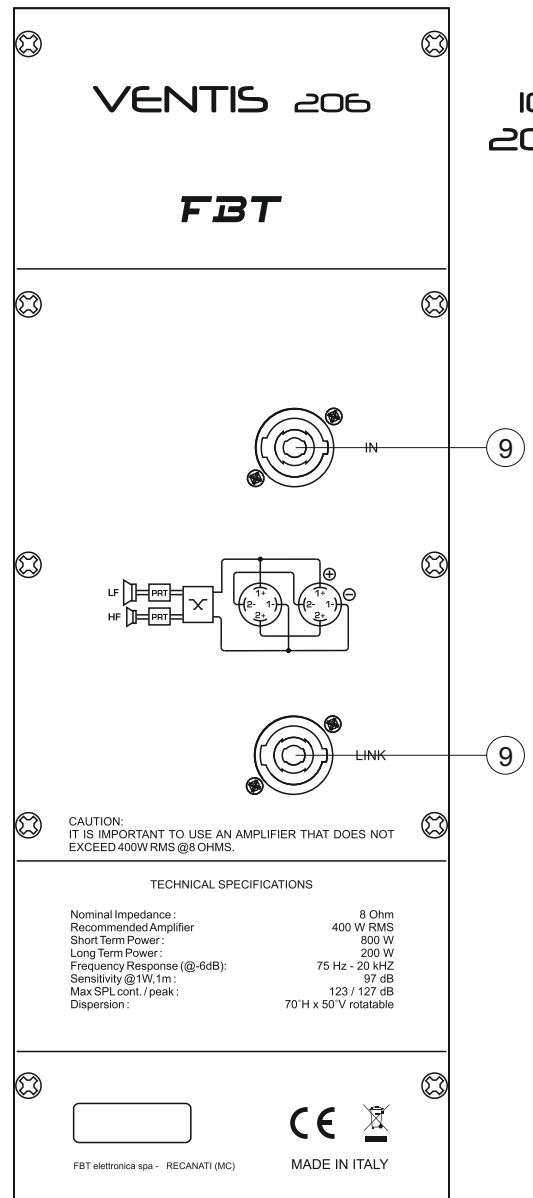 VENTIS 206
FBT
IN
9
LF PRT
HF PRT
1+ 2- 1- 2+
1+ 2- 1- 2+
+
-
LINK
9
CAUTION:
IT IS IMPORTANT TO USE AN AMPLIFIER THAT DOES NOT
EXCEED 400W RMS @8 OHMS.
TECHNICAL SPECIFICATIONS
Nominal Impedance : 8 Ohm
Recommended Amplifier 400 W RMS
Short Term Power : 800 W
Long Term Power : 200 W
Frequency Response (@-6dB): 75 Hz - 20 kHZ
Sensitivity @1W,1m : 97 dB
Max SPL cont. / peak : 123 / 127 dB
Dispersion : 70°H x 50°V rotatable
CE
FBT elettronica spa - RECANATI (MC)
MADE IN ITALY